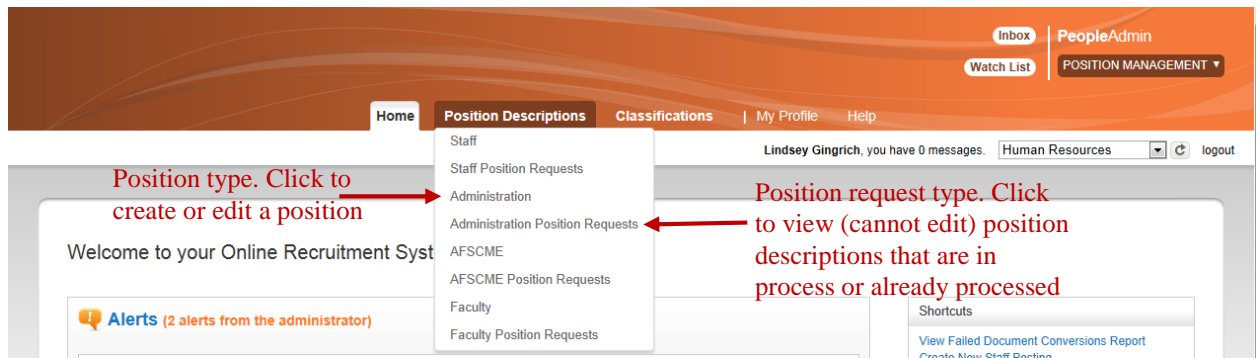 Inbox
PeopleAdmin
Watch List
POSITION MANAGEMENT
Home Position Descriptions Classifications | My Profile Help
Lindsey Gingrich, you have 0 messages. Human Resources logout
Staff
Staff Position Requests
Administration
Administration Position Requests
AFSCME
AFSCME Position Requests
Faculty
Faculty Position Requests
Position type. Click to
create or edit a position
Position request type. Click
to view (cannot edit) position
descriptions that are in
process or already processed
Welcome to your Online Recruitment Syst
Alerts (2 alerts from the administrator)
Shortcuts
View Failed Document Conversions Report
Create New Staff Posting